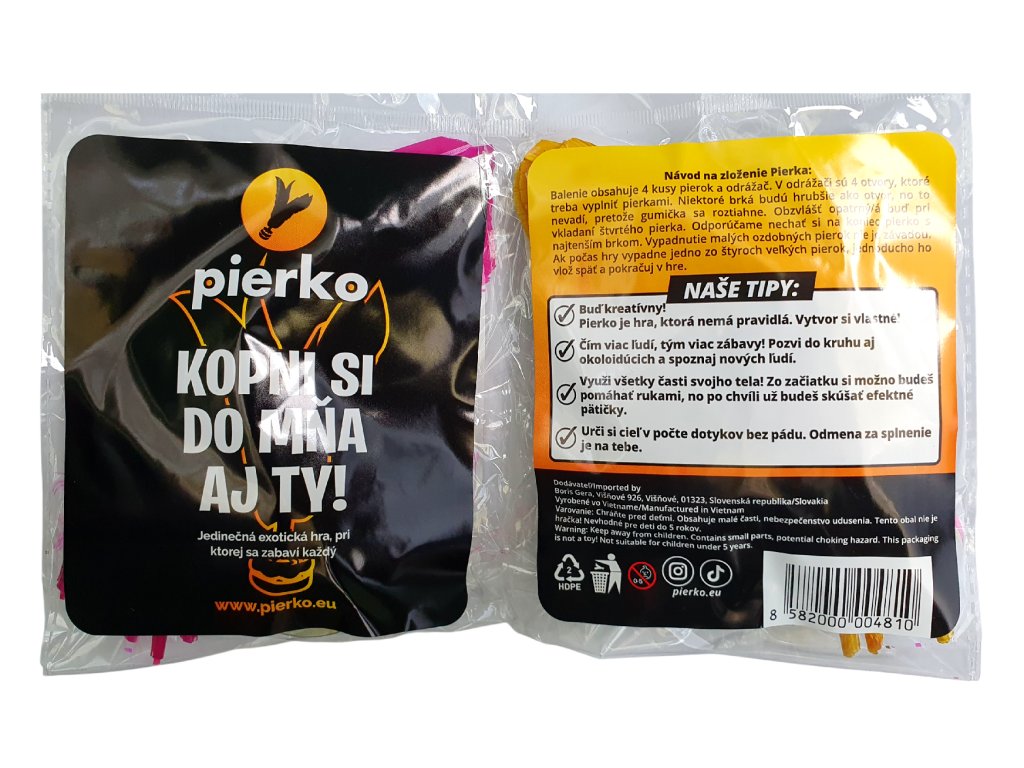 pierko
KOPNI SI
DO MŇA
AJ TY!
Jedinečná exotická hra, pri
ktorej sa zabaví každý
www.pierko.eu
Návod na zloženie Pierka:
Balenie obsahuje 4 kusy pierok a odrážač. V odrážači sú 4 otvory, ktoré
treba vyplniť pierkami. Niektoré brká budú hrubšie ako otvor, no to
nevadí, pretože gumička sa roztiahne. Obzvlášť opatrný/á buď pri
vkladaní štvrtého pierka. Odporúčame nechať si na koniec pierko s
najtenším brkom. Vypadnutie malých ozdobných pierok nie je závadou.
Ak počas hry vypadne jedno zo štyroch veľkých pierok, jednoducho ho
vlož späť a pokračuj v hre.
NAŠE TIPY:
Buď kreatívny!
Pierko je hra, ktorá nemá pravidlá. Vytvor si vlastné!
Čím viac ľudí, tým viac zábavy! Pozvi do kruhu aj
okoloidúcich a spoznaj nových ľudí.
Využi všetky časti svojho tela! Zo začiatku si možno budeš
pomáhať rukami, no po chvíli už budeš skúšať efektné
pätičky.
Urči si cieľ v počte dotykov bez pádu. Odmena za splnenie
je na tebe.
Dodávateľ/Imported by
Boris Gera, Višňové 926, Višňové, 01323, Slovenská republika/Slovakia
Vyrobené vo Vietname/Manufactured in Vietnam
Varovanie: Chráňte pred deťmi. Obsahuje malé časti, nebezpečenstvo udusenia. Tento obal nie je
hračka! Nevhodné pre deti do 5 rokov.
Warning: Keep away from children. Contains small parts, potential choking hazard. This packaging
is not a toy! Not suitable for children under 5 years.
2
HDPE
0-5
pierko.eu
8 582000 004810